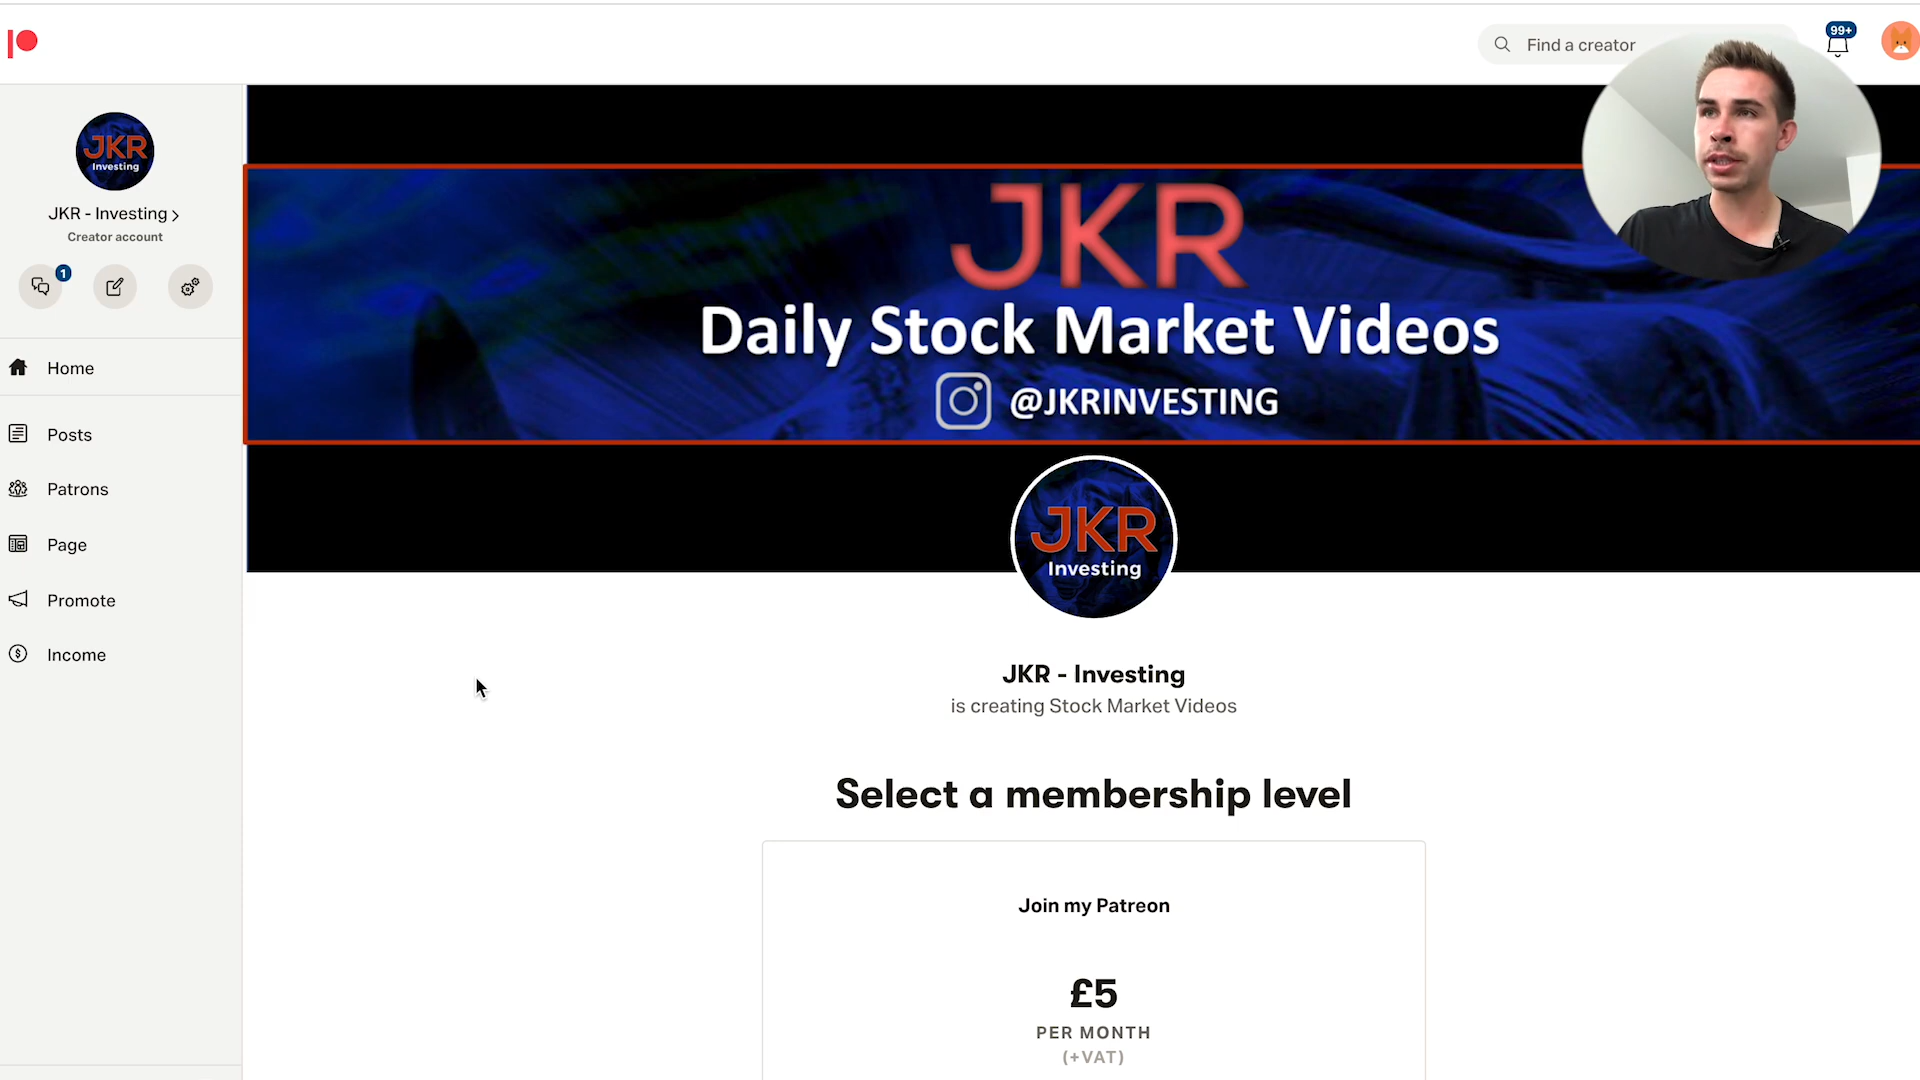 Find a creator
99+
JKR
Investing
JKR - Investing
Creator account
1
Home
Posts
Patrons
Page
Promote
Income
JKR
Daily Stock Market Videos
@JKRINVESTING
JKR
Investing
JKR - Investing
is creating Stock Market Videos
Select a membership level
Join my Patreon
£5
PER MONTH
(+VAT)